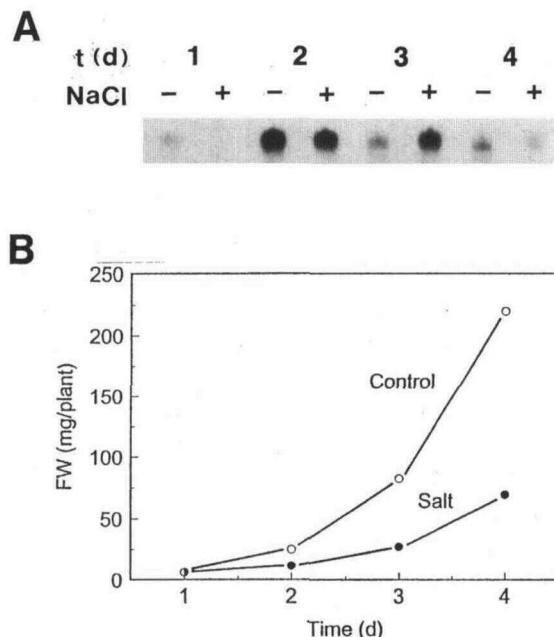 A
t (d) 1 2 3 4
NaCl – + – + – + – +
B
250
200
150
100
50
0
FW (mg/plant)
Control
Salt
1 2 3 4
Time (d)